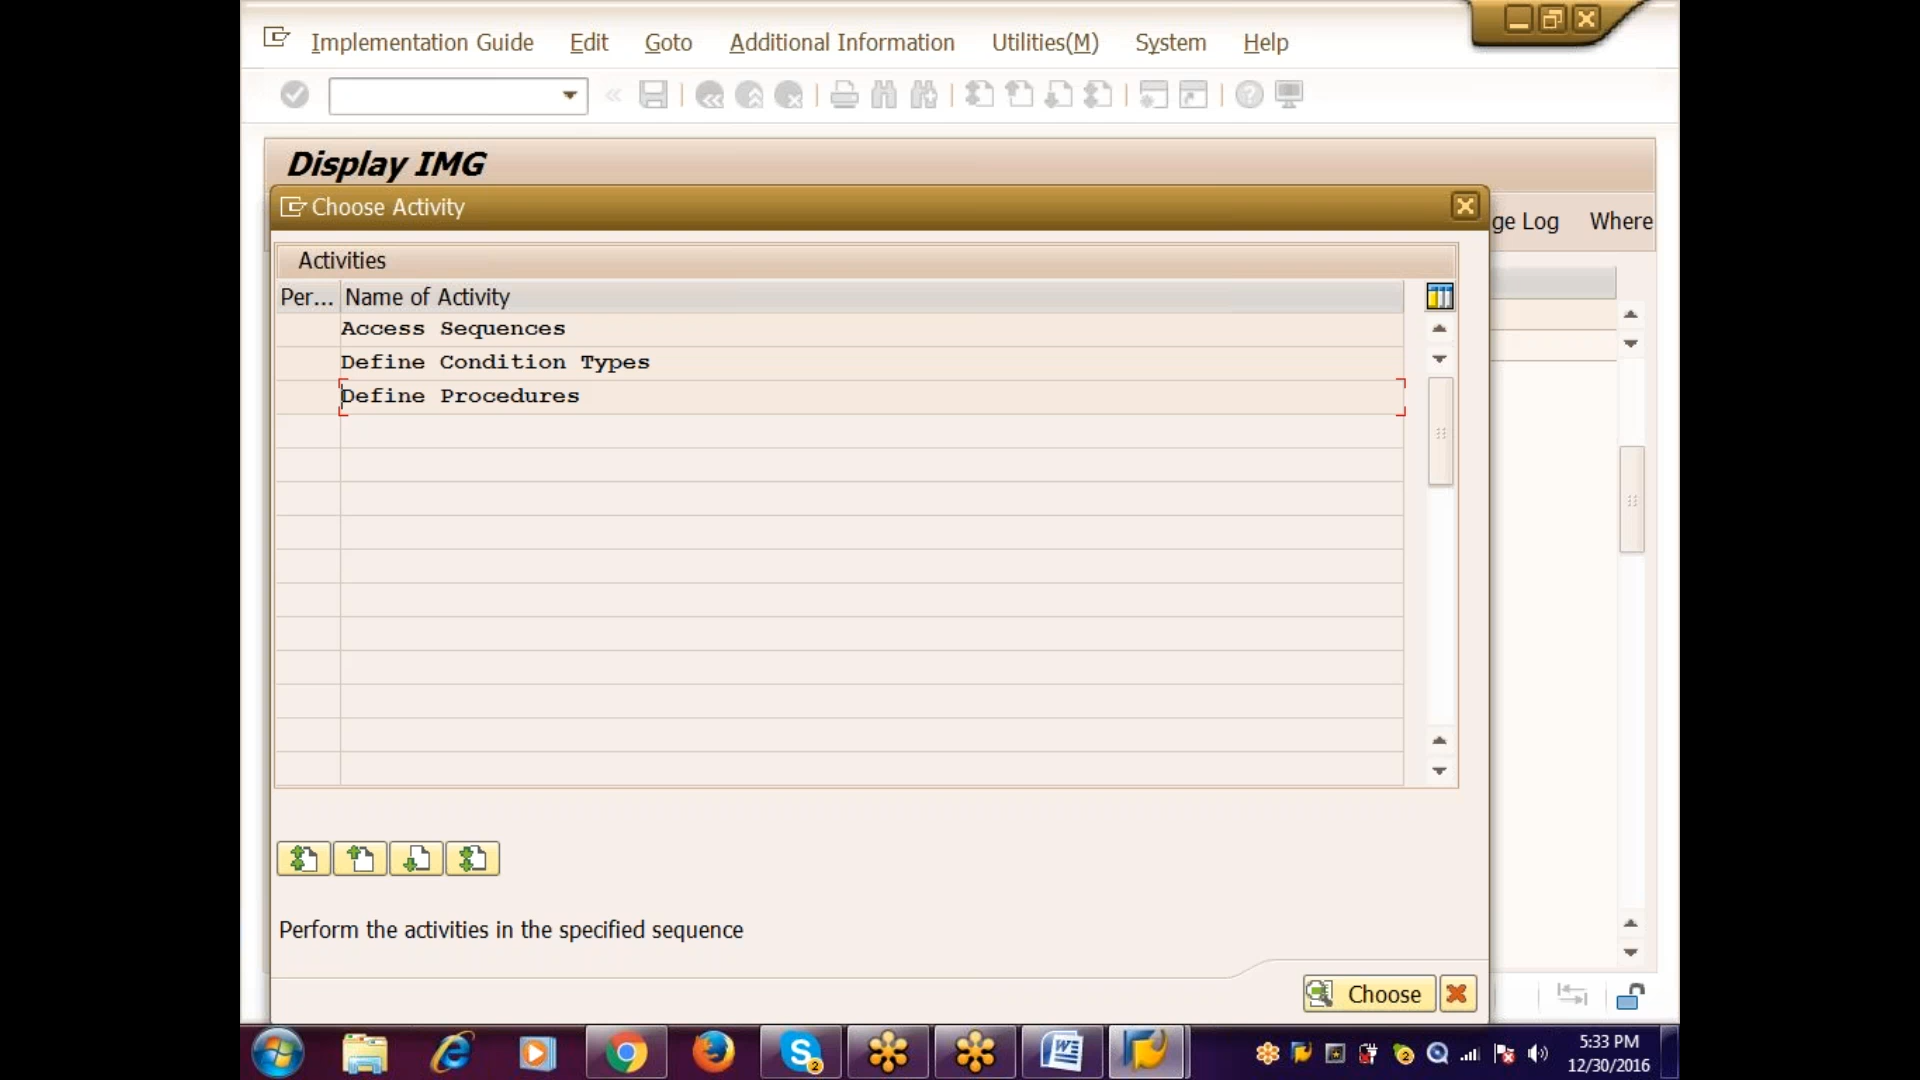 Implementation Guide Edit Goto Additional Information Utilities(M) System Help
Display IMG
Choose Activity
ge Log Where
Activities
Per... Name of Activity
Access Sequences
Define Condition Types
Define Procedures
Perform the activities in the specified sequence
Choose
5:33 PM
12/30/2016